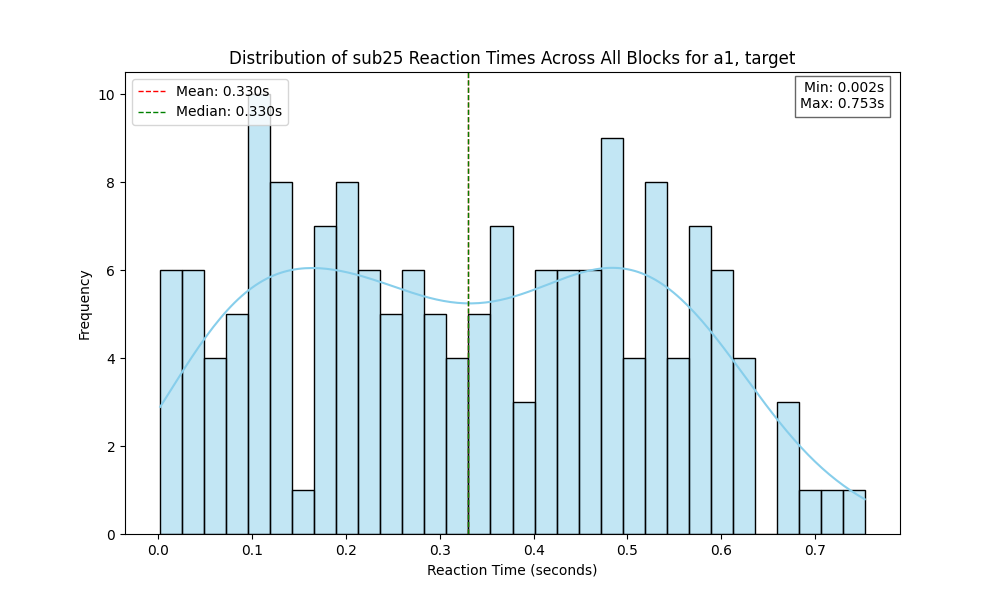 Distribution of sub25 Reaction Times Across All Blocks for a1, target
Mean: 0.330s
Median: 0.330s
Min: 0.002s
Max: 0.753s
Frequency
10
8
6
4
2
0
0.0 0.1 0.2 0.3 0.4 0.5 0.6 0.7
Reaction Time (seconds)